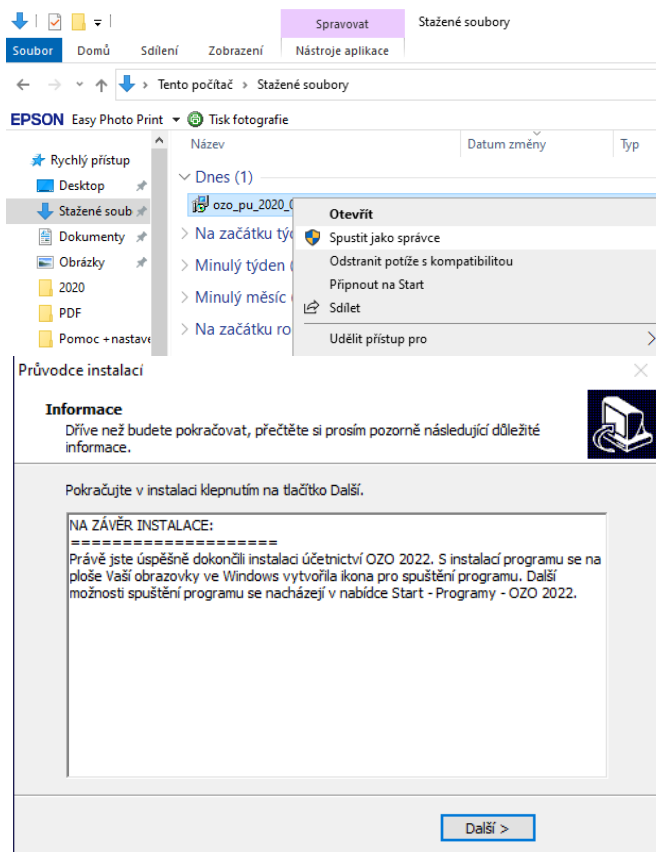 Spravovat
Stažené soubory
Soubor
Domů
Sdílení
Zobrazení
Nástroje aplikace
Tento počítač › Stažené soubory
EPSON Easy Photo Print
Tisk fotografie
Název
Datum změny
Typ
Rychlý přístup
Desktop
Stažené soub
Dokumenty
Obrázky
2020
PDF
Pomoc +nastave
Dnes (1)
ozo_pu_2020_0
Na začátku týd
Minulý týden (
Minulý měsíc (
Na začátku ro
Otevřít
Spustit jako správce
Odstranit potíže s kompatibilitou
Připnout na Start
Sdílet
Udělit přístup pro
Průvodce instalací
Informace
Dříve než budete pokračovat, přečtěte si prosím pozorně následující důležité
informace.
Pokračujte v instalaci klepnutím na tlačítko Další.
NA ZÁVĚR INSTALACE:
===================
Právě jste úspěšně dokončili instalaci účetnictví OZO 2022. S instalací programu se na
ploše Vaší obrazovky ve Windows vytvořila ikona pro spuštění programu. Další
možnosti spuštění programu se nacházejí v nabídce Start - Programy - OZO 2022.
Další >